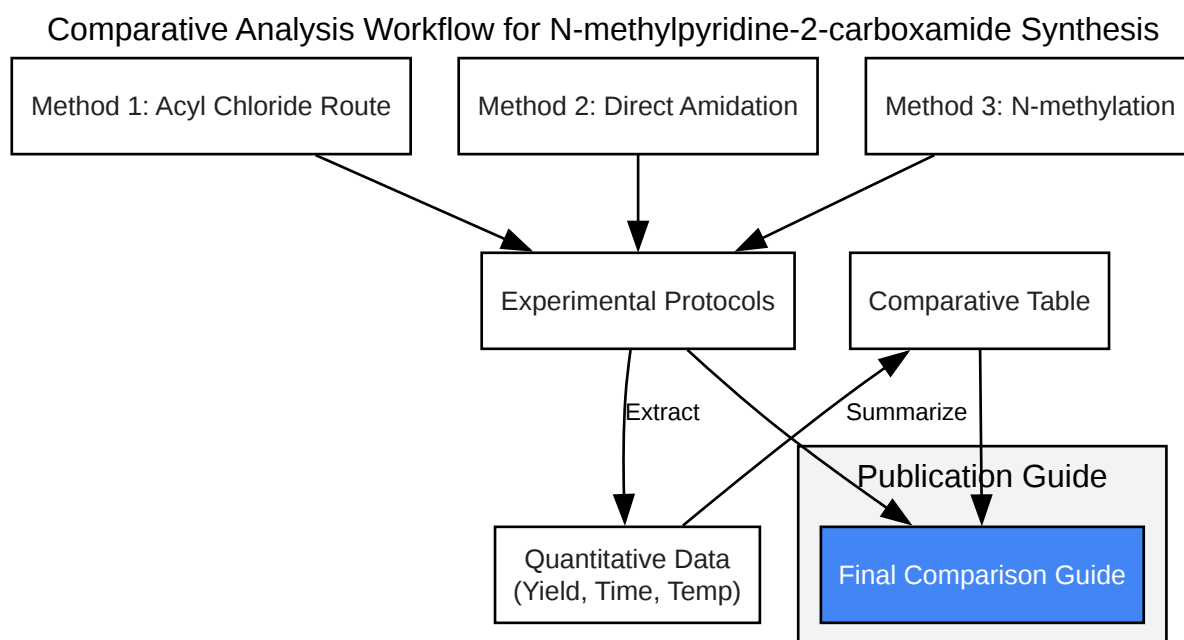 Comparative Analysis Workflow for N-methylpyridine-2-carboxamide Synthesis
Method 1: Acyl Chloride Route
Method 2: Direct Amidation
Method 3: N-methylation
Experimental Protocols
Comparative Table
Extract
Summarize
Publication Guide
Quantitative Data
(Yield, Time, Temp)
Final Comparison Guide